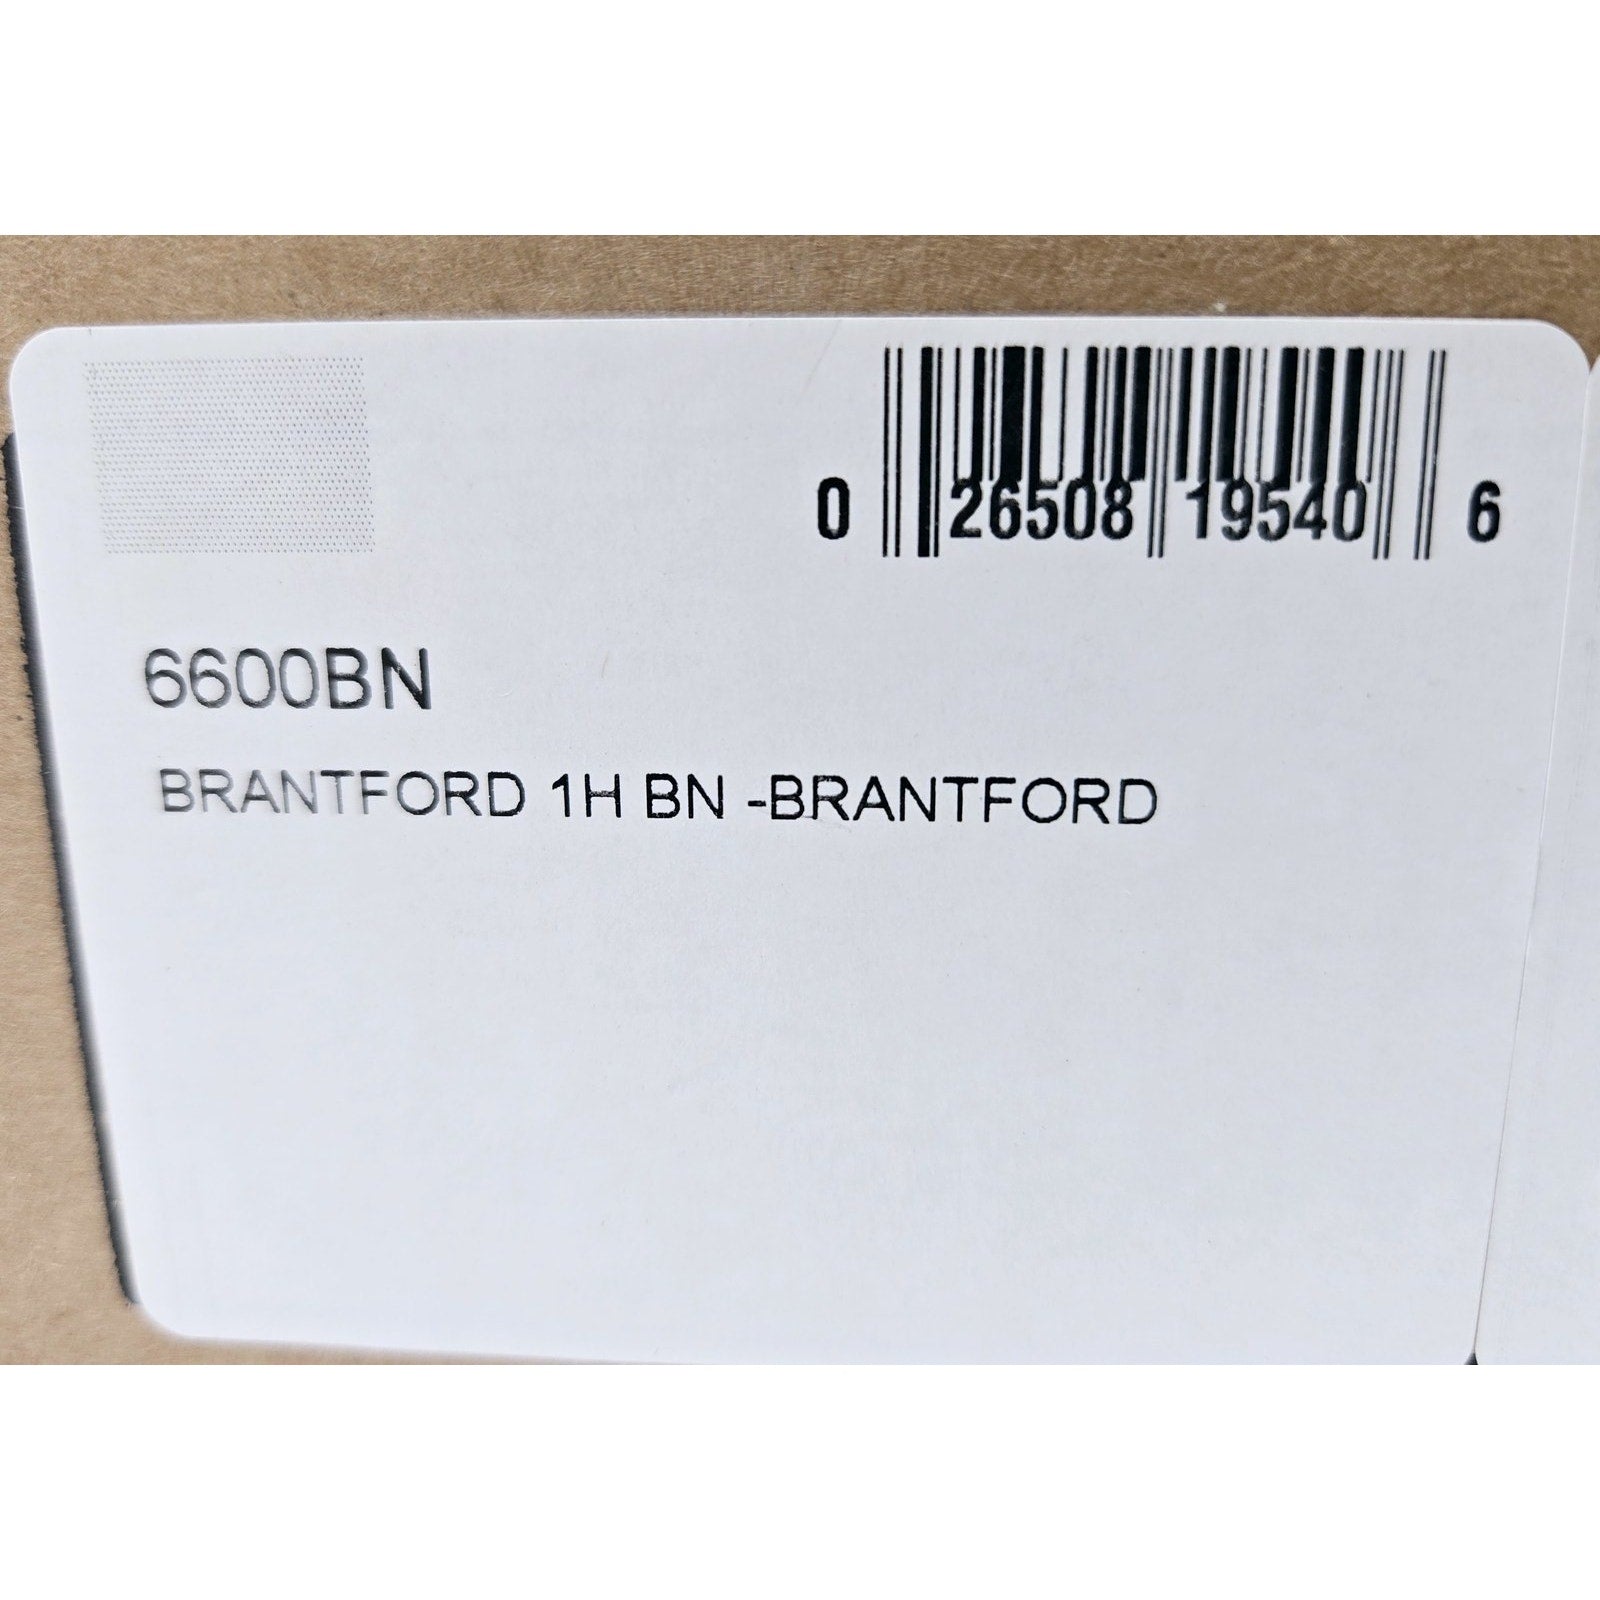 0 26508 19540 6
6600BN
BRANTFORD 1H BN -BRANTFORD